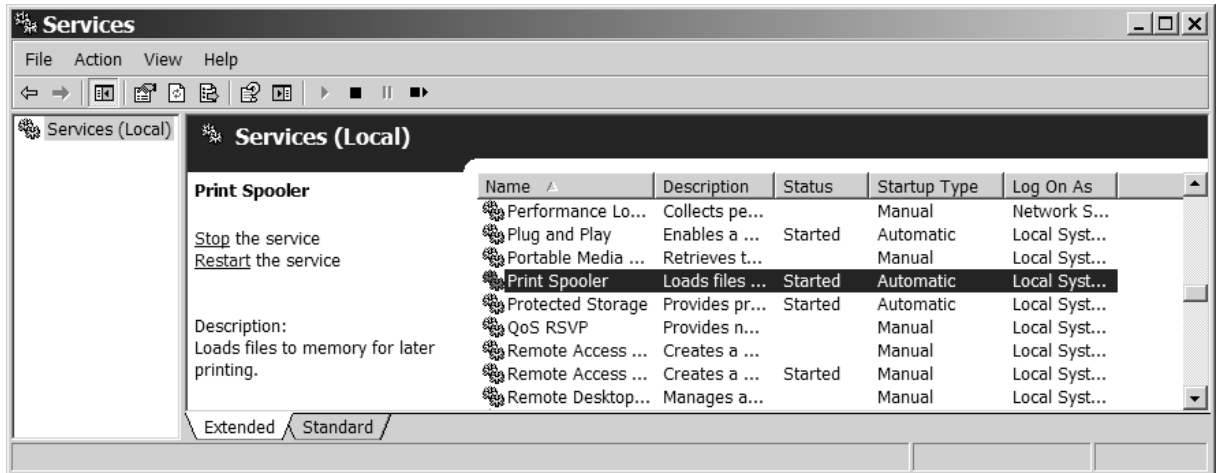 Services
File Action View Help
Services (Local)
Services (Local)
Print Spooler
Stop the service
Restart the service
Description:
Loads files to memory for later
printing.
Name Description Status Startup Type Log On As
Performance Lo... Collects pe... Manual Network S...
Plug and Play Enables a ... Started Automatic Local Syst...
Portable Media ... Retrieves t... Manual Local Syst...
Print Spooler Loads files ... Started Automatic Local Syst...
Protected Storage Provides pr... Started Automatic Local Syst...
QoS RSVP Provides n... Manual Local Syst...
Remote Access ... Creates a ... Manual Local Syst...
Remote Access ... Creates a ... Started Manual Local Syst...
Remote Desktop... Manages a... Manual Local Syst...
Extended Standard